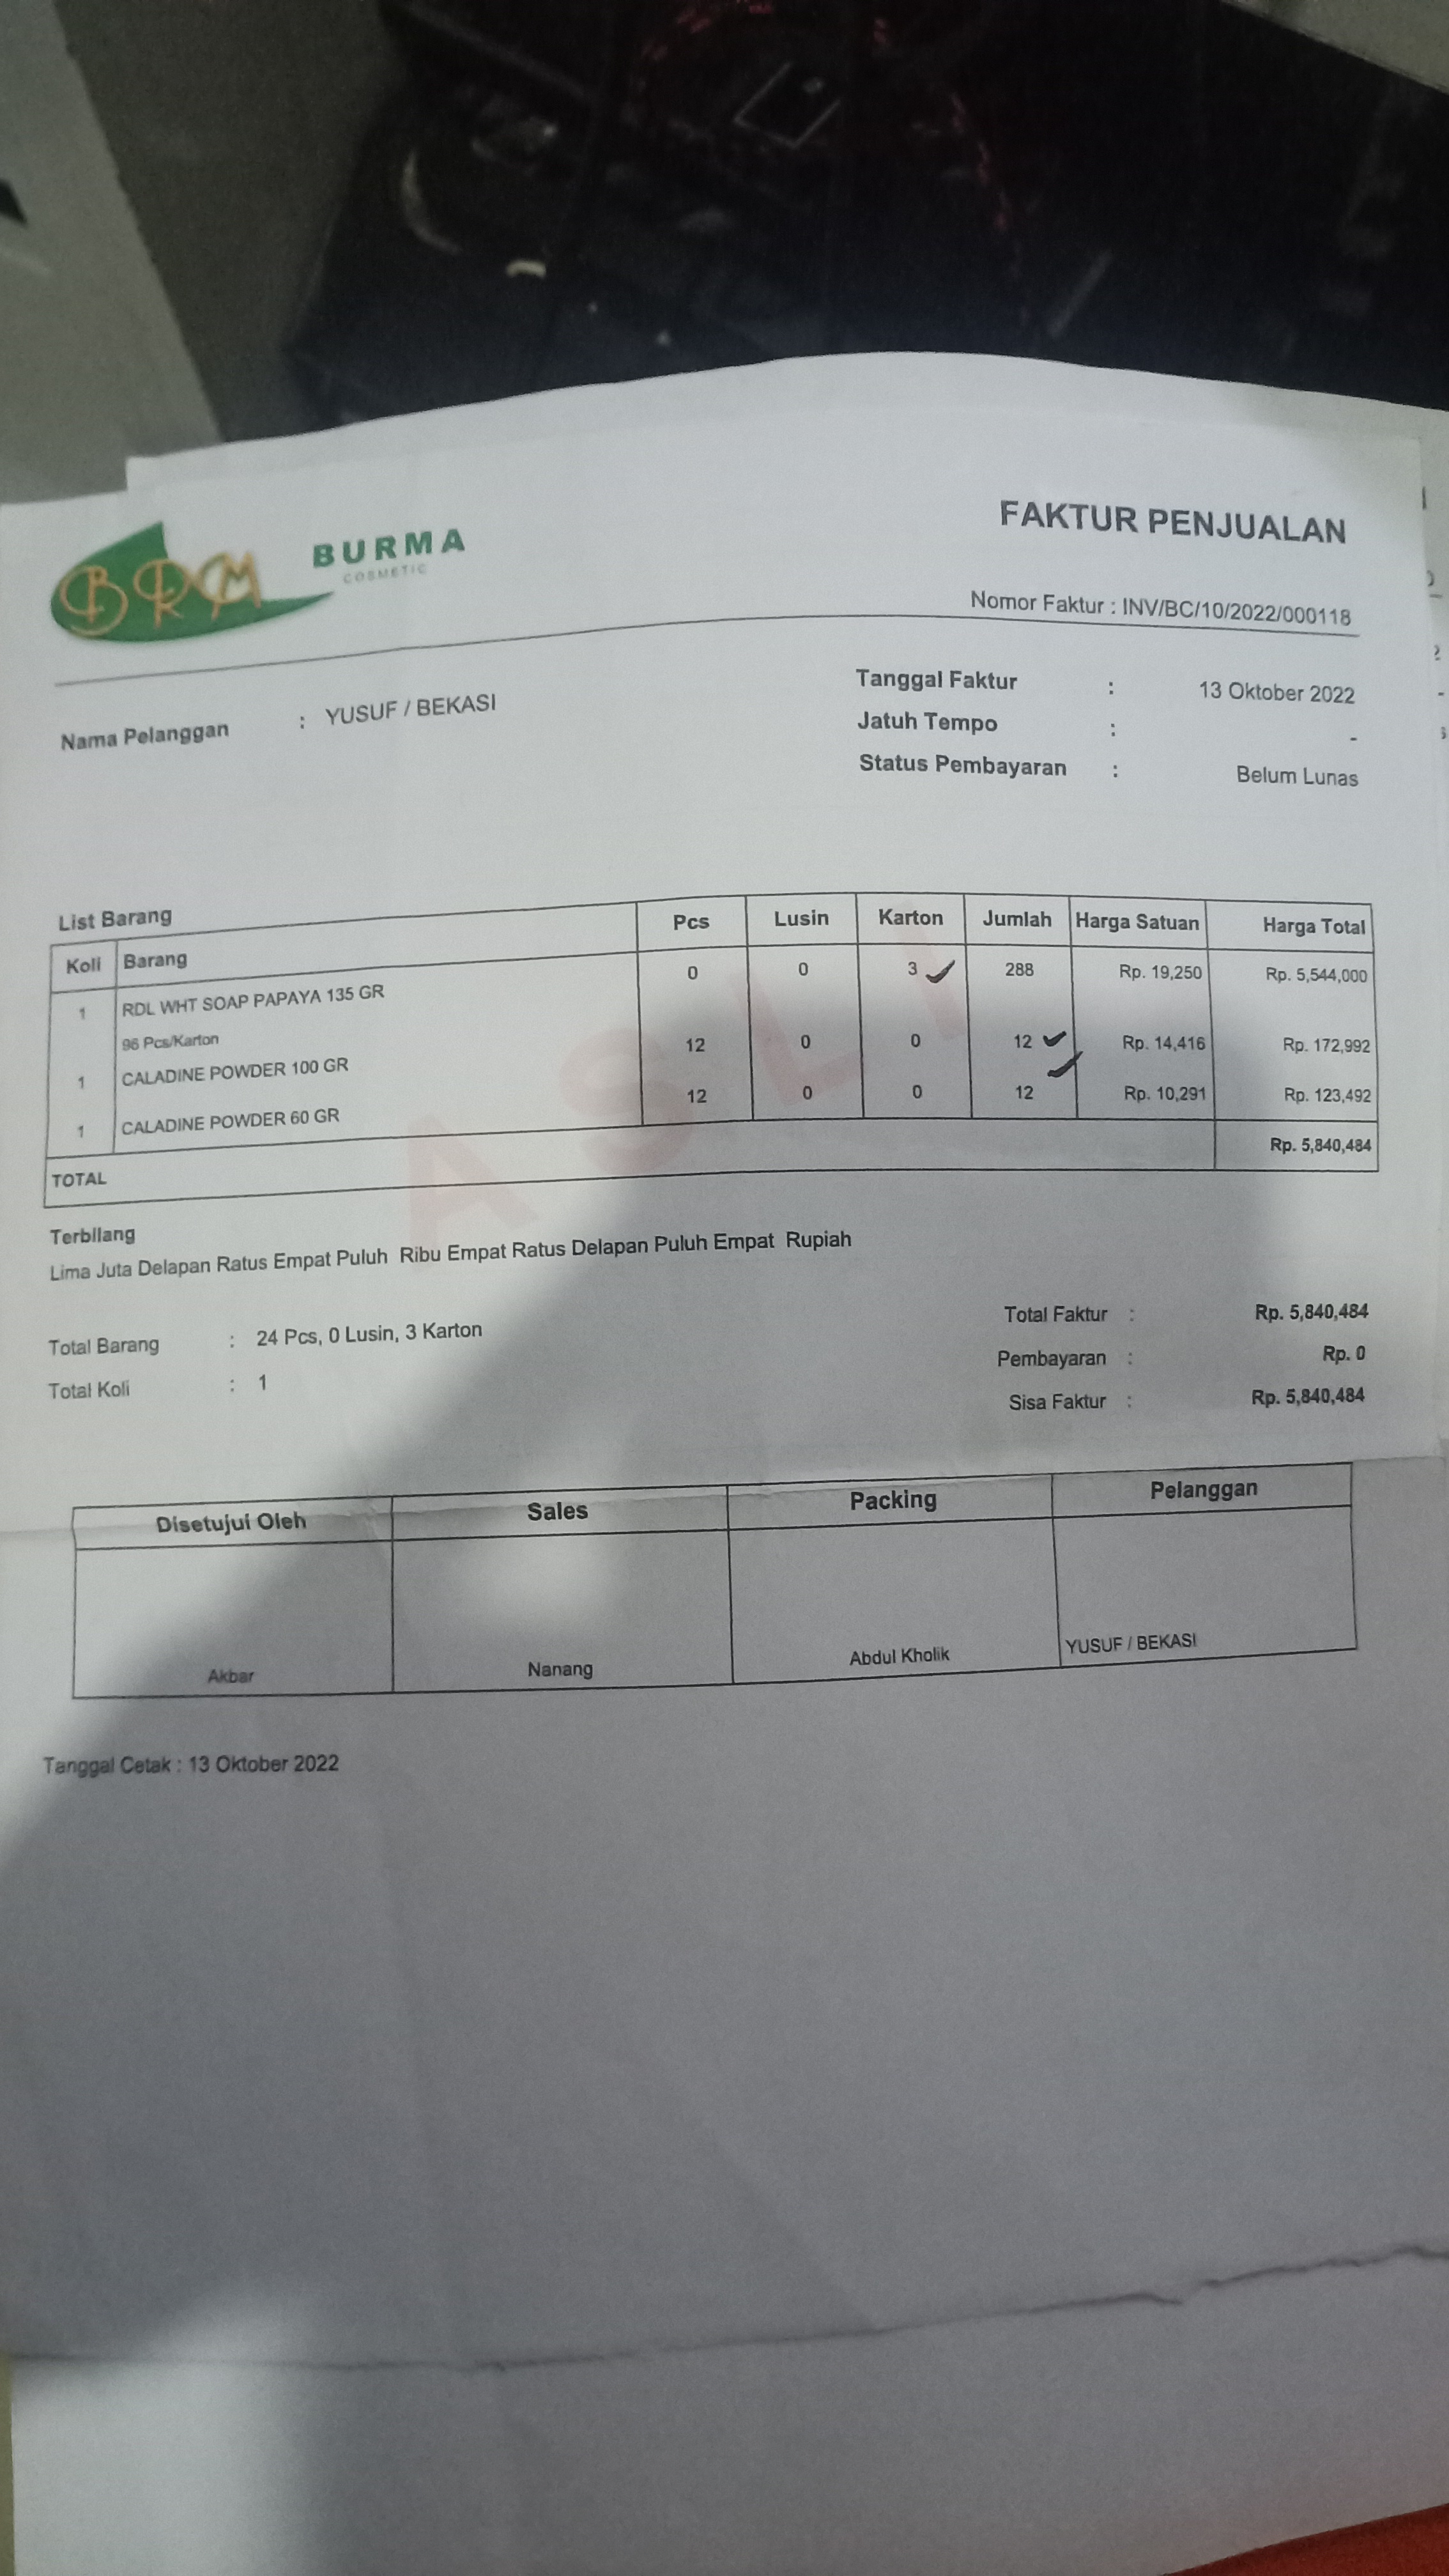 BRM BURMA
COSMETIC
FAKTUR PENJUALAN
Nomor Faktur : INV/BC/10/2022/000118
Nama Pelanggan : YUSUF / BEKASI
Tanggal Faktur : 13 Oktober 2022
Jatuh Tempo : -
Status Pembayaran : Belum Lunas
List Barang
Koli Barang Pcs Lusin Karton Jumlah Harga Satuan Harga Total
1 RDL WHT SOAP PAPAYA 135 GR 0 0 3 288 Rp. 19,250 Rp. 5,544,000
96 Pcs/Karton
1 CALADINE POWDER 100 GR 12 0 0 12 Rp. 14,416 Rp. 172,992
1 CALADINE POWDER 60 GR 12 0 0 12 Rp. 10,291 Rp. 123,492
TOTAL Rp. 5,840,484
ASLI
Terbilang
Lima Juta Delapan Ratus Empat Puluh Ribu Empat Ratus Delapan Puluh Empat Rupiah
Total Barang : 24 Pcs, 0 Lusin, 3 Karton
Total Koli : 1
Total Faktur : Rp. 5,840,484
Pembayaran : Rp. 0
Sisa Faktur : Rp. 5,840,484
Disetujui Oleh Sales Packing Pelanggan
Akbar Nanang Abdul Kholik YUSUF / BEKASI
Tanggal Cetak : 13 Oktober 2022